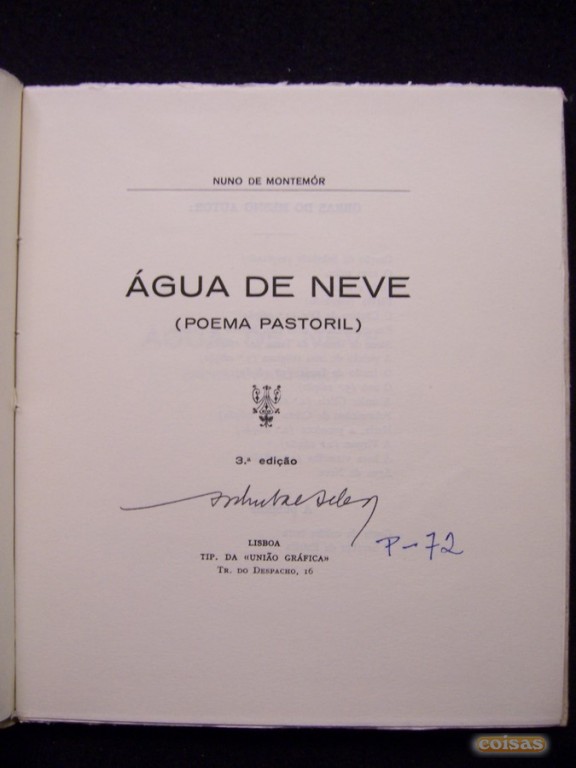 NUNO DE MONTEMÓR
ÁGUA DE NEVE
(POEMA PASTORIL)
3.ª edição
LISBOA
TIP. DA «UNIÃO GRÁFICA»
TR. DO DESPACHO, 16
P-72
coisas